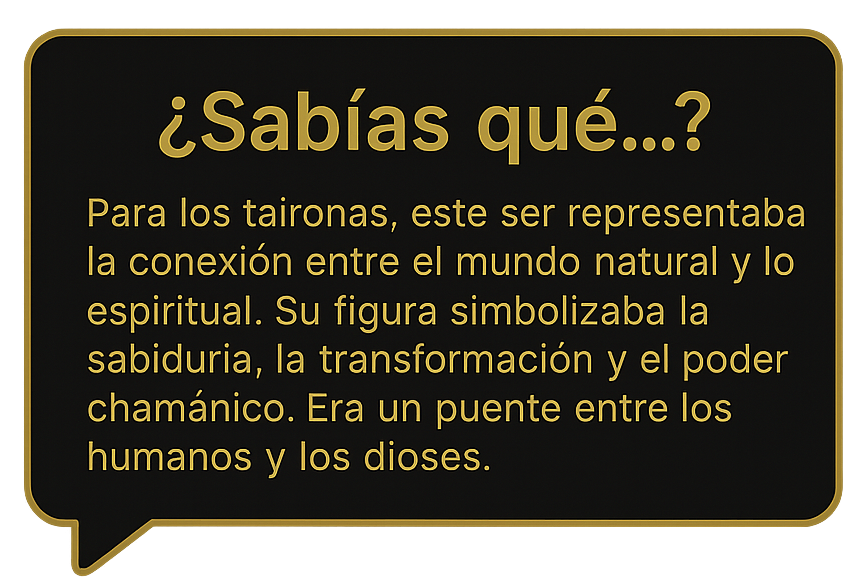 ¿Sabías qué...?
Para los taironas, este ser representaba
la conexión entre el mundo natural y lo
espiritual. Su figura simbolizaba la
sabiduria, la transformación y el poder
chamánico. Era un puente entre los
humanos y los dioses.